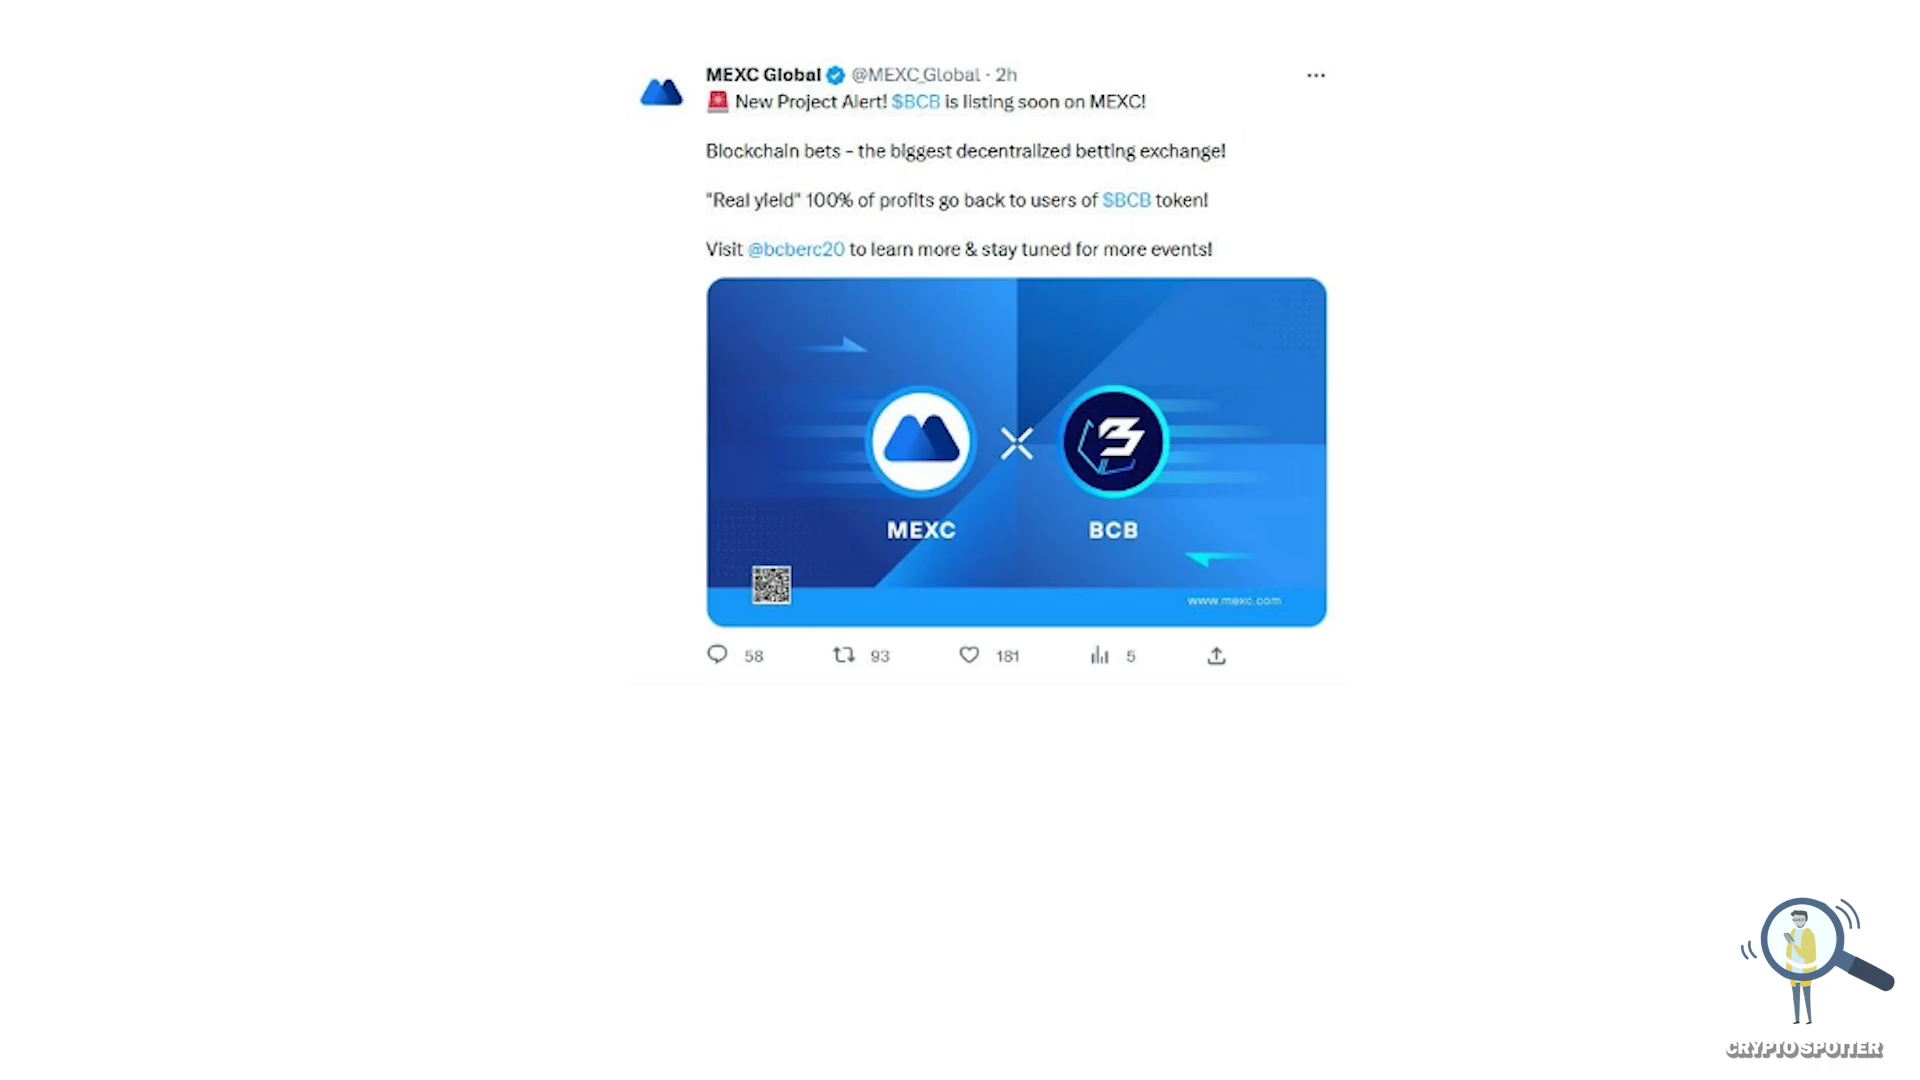 MEXC Global @MEXC_Global · 2h
🚨 New Project Alert! $BCB is listing soon on MEXC!
Blockchain bets - the biggest decentralized betting exchange!
"Real yield" 100% of profits go back to users of $BCB token!
Visit @bcberc20 to learn more & stay tuned for more events!
MEXC
BCB
www.mexc.com
58 93 181 5
CRYPTO SPOTTER